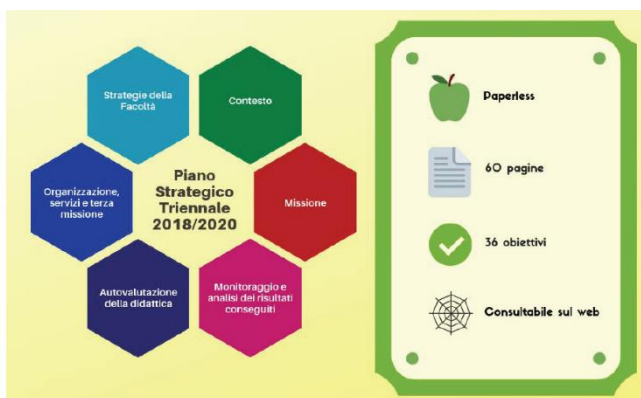 Strategie della
Facoltà
Contesto
Organizzazione,
servizi e terza
missione
Piano
Strategico
Triennale
2018/2020
Missione
Autovalutazione
della didattica
Monitoraggio e
analisi dei risultati
conseguiti
Paperless
60 pagine
36 obiettivi
Consultabile sul web